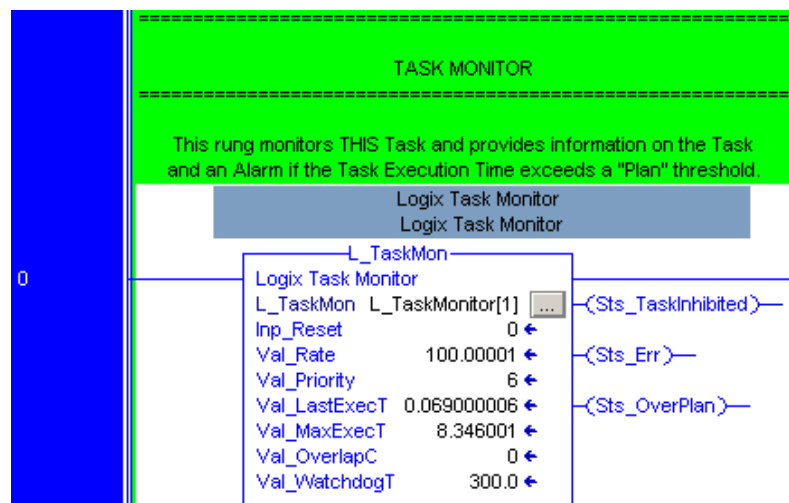 ================================================================
TASK MONITOR
================================================================
This rung monitors THIS Task and provides information on the Task
and an Alarm if the Task Execution Time exceeds a "Plan" threshold.
Logix Task Monitor
Logix Task Monitor
L_TaskMon
0
Logix Task Monitor
L_TaskMon L_TaskMonitor[1] ... (Sts_TaskInhibited)
Inp_Reset 0
Val_Rate 100.00001 (Sts_Err)
Val_Priority 6
Val_LastExecT 0.069000006 (Sts_OverPlan)
Val_MaxExecT 8.346001
Val_OverlapC 0
Val_WatchdogT 300.0